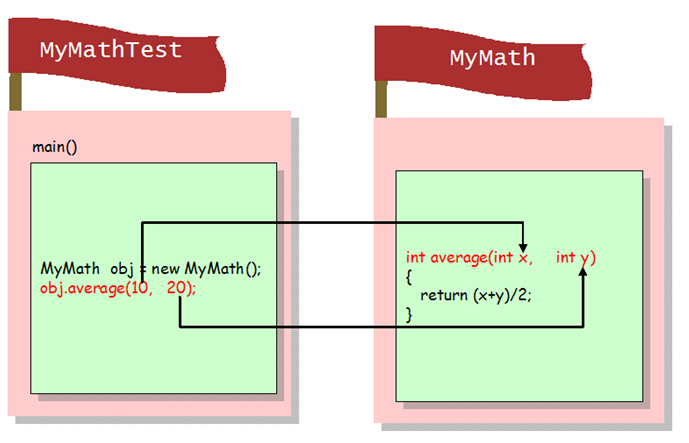 MyMathTest
main()
MyMath obj = new MyMath();
obj.average(10, 20);
MyMath
int average(int x, int y)
{
return (x+y)/2;
}